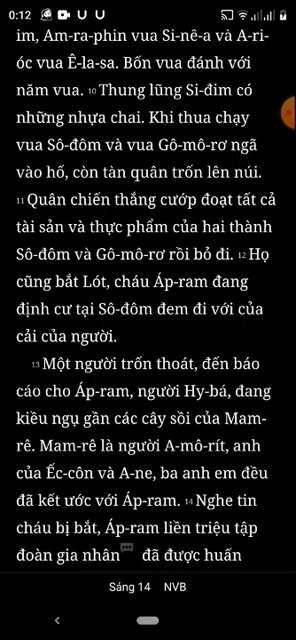 0:12
im, Am-ra-phin vua Si-nê-a và A-ri-
óc vua Ê-la-sa. Bốn vua đánh với
năm vua. 10 Thung lũng Si-đim có
những nhựa chai. Khi thua chạy
vua Sô-đôm và vua Gô-mô-rơ ngã
vào hố, còn tàn quân trốn lên núi.
11 Quân chiến thắng cướp đoạt tất cả
tài sản và thực phẩm của hai thành
Sô-đôm và Gô-mô-rơ rồi bỏ đi. 12 Họ
cũng bắt Lót, cháu Áp-ram đang
định cư tại Sô-đôm đem đi với của
cải của người.
13 Một người trốn thoát, đến báo
cáo cho Áp-ram, người Hy-bá, đang
kiều ngụ gần các cây sồi của Mam-
rê. Mam-rê là người A-mô-rít, anh
của Ếc-côn và A-ne, ba anh em đều
đã kết ước với Áp-ram. 14 Nghe tin
cháu bị bắt, Áp-ram liền triệu tập
đoàn gia nhân đã được huấn
Sáng 14 NVB